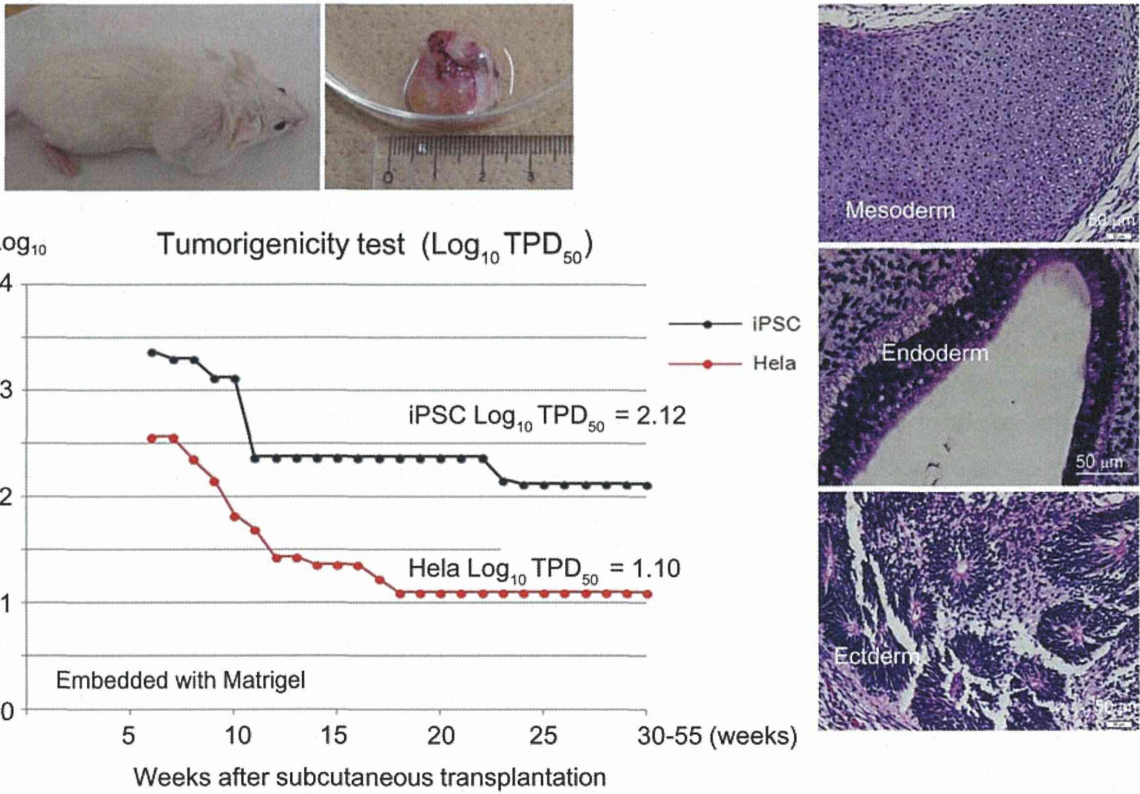 0 2 3
Log₁₀
Tumorigenicity test (Log₁₀ TPD₅₀)
4
3
2
1
0
iPSC
Hela
iPSC Log₁₀ TPD₅₀ = 2.12
Hela Log₁₀ TPD₅₀ = 1.10
Embedded with Matrigel
5 10 15 20 25 30-55 (weeks)
Weeks after subcutaneous transplantation
Mesoderm
50 µm
Endoderm
50 µm
Ectderm
50 µm